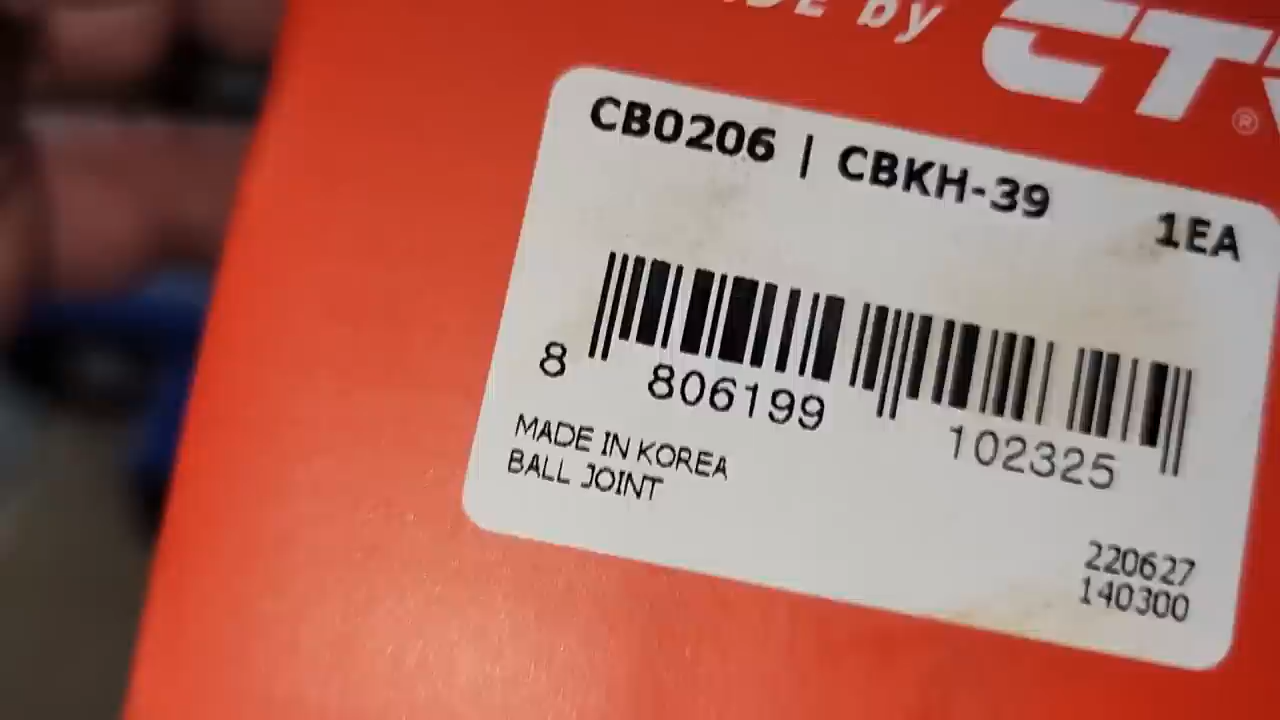 by
CT
®
CB0206 | CBKH-39 1EA
8 806199 102325
MADE IN KOREA
BALL JOINT
220627
140300